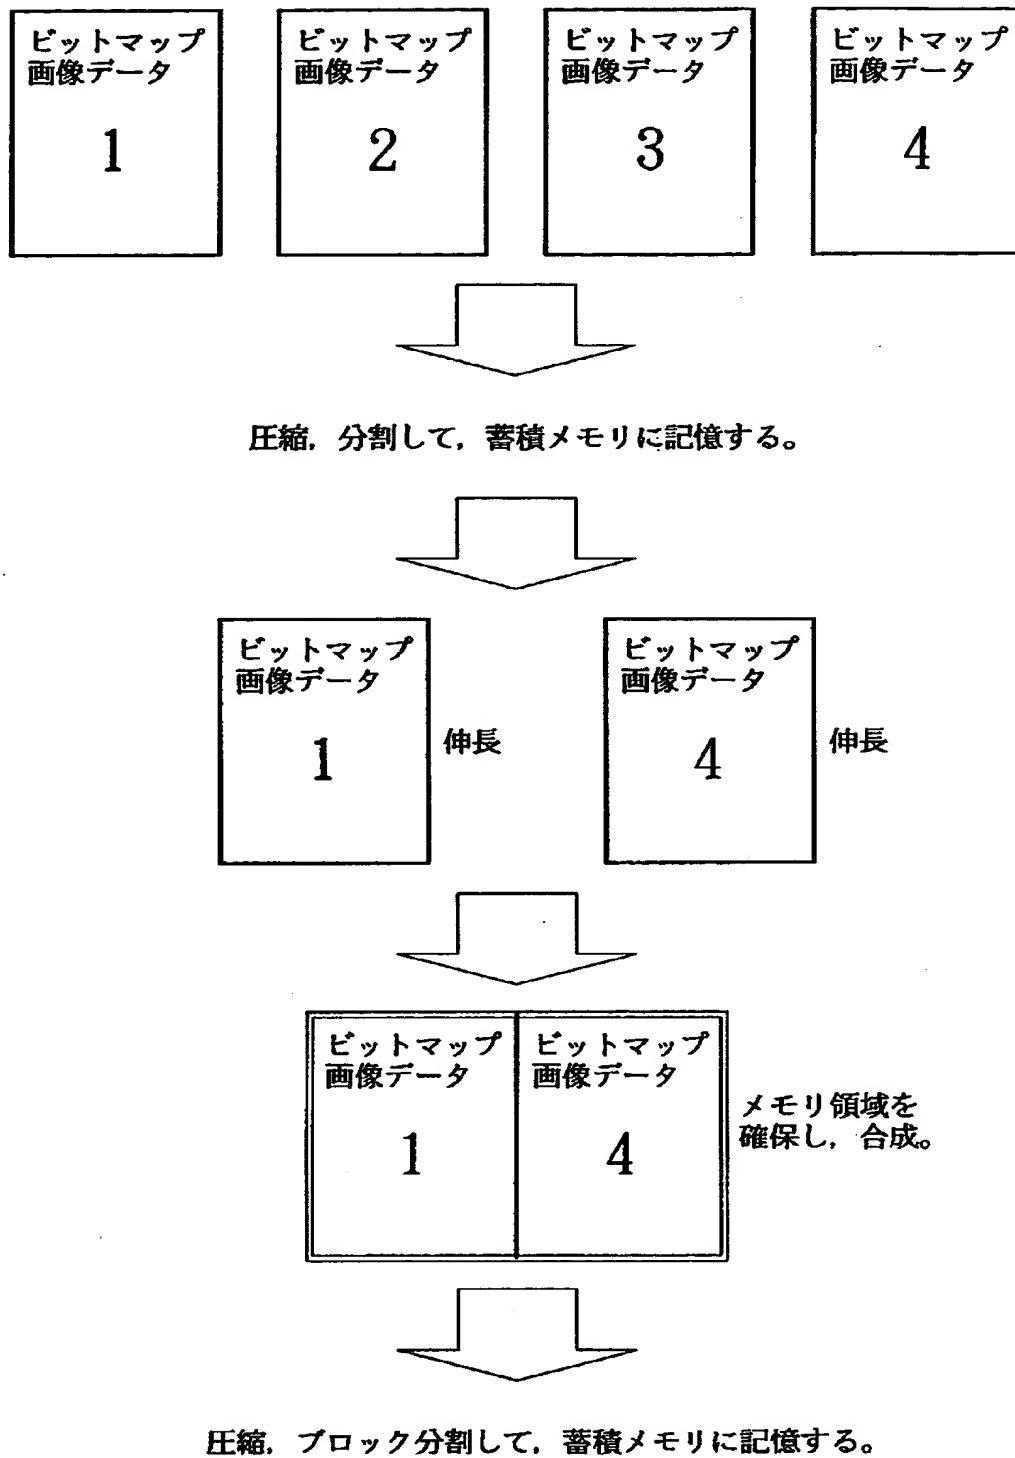 ビットマップ
画像データ
1
ビットマップ
画像データ
2
ビットマップ
画像データ
3
ビットマップ
画像データ
4
圧縮，分割して，蓄積メモリに記憶する。
ビットマップ
画像データ
1
伸長
ビットマップ
画像データ
4
伸長
ビットマップ
画像データ
1
ビットマップ
画像データ
4
メモリ領域を
確保し，合成。
圧縮，ブロック分割して，蓄積メモリに記憶する。